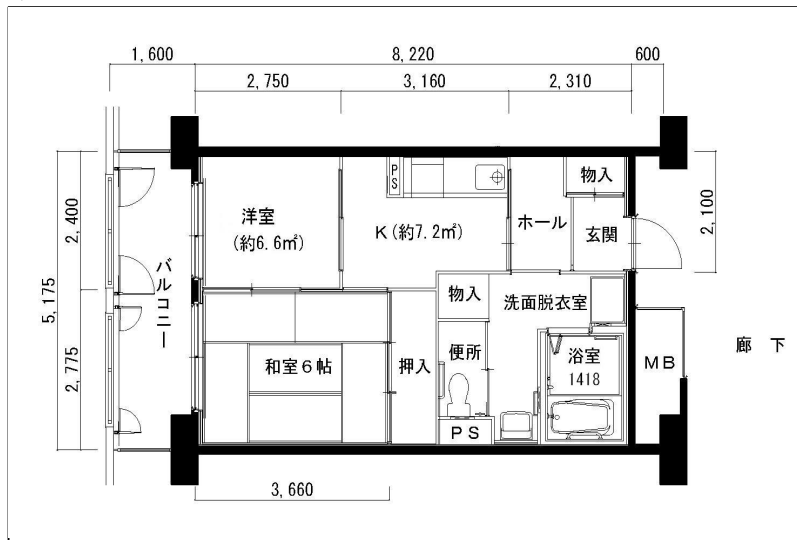 1,600
8,220
600
2,750
3,160
2,310
PS
物入
洋室
(約6.6㎡)
K(約7.2㎡)
ホール
玄関
2,400
2,100
5,175
バルコニー
物入
洗面脱衣室
2,775
和室6帖
押入
便所
浴室
1418
MB
廊下
PS
3,660